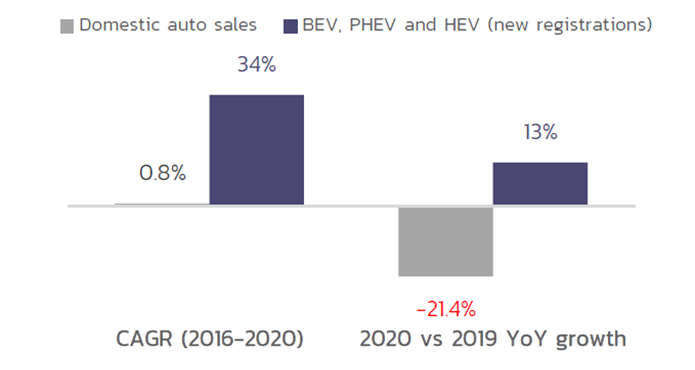 Domestic auto sales BEV, PHEV and HEV (new registrations)
34%
13%
0.8%
-21.4%
CAGR (2016-2020) 2020 vs 2019 YoY growth